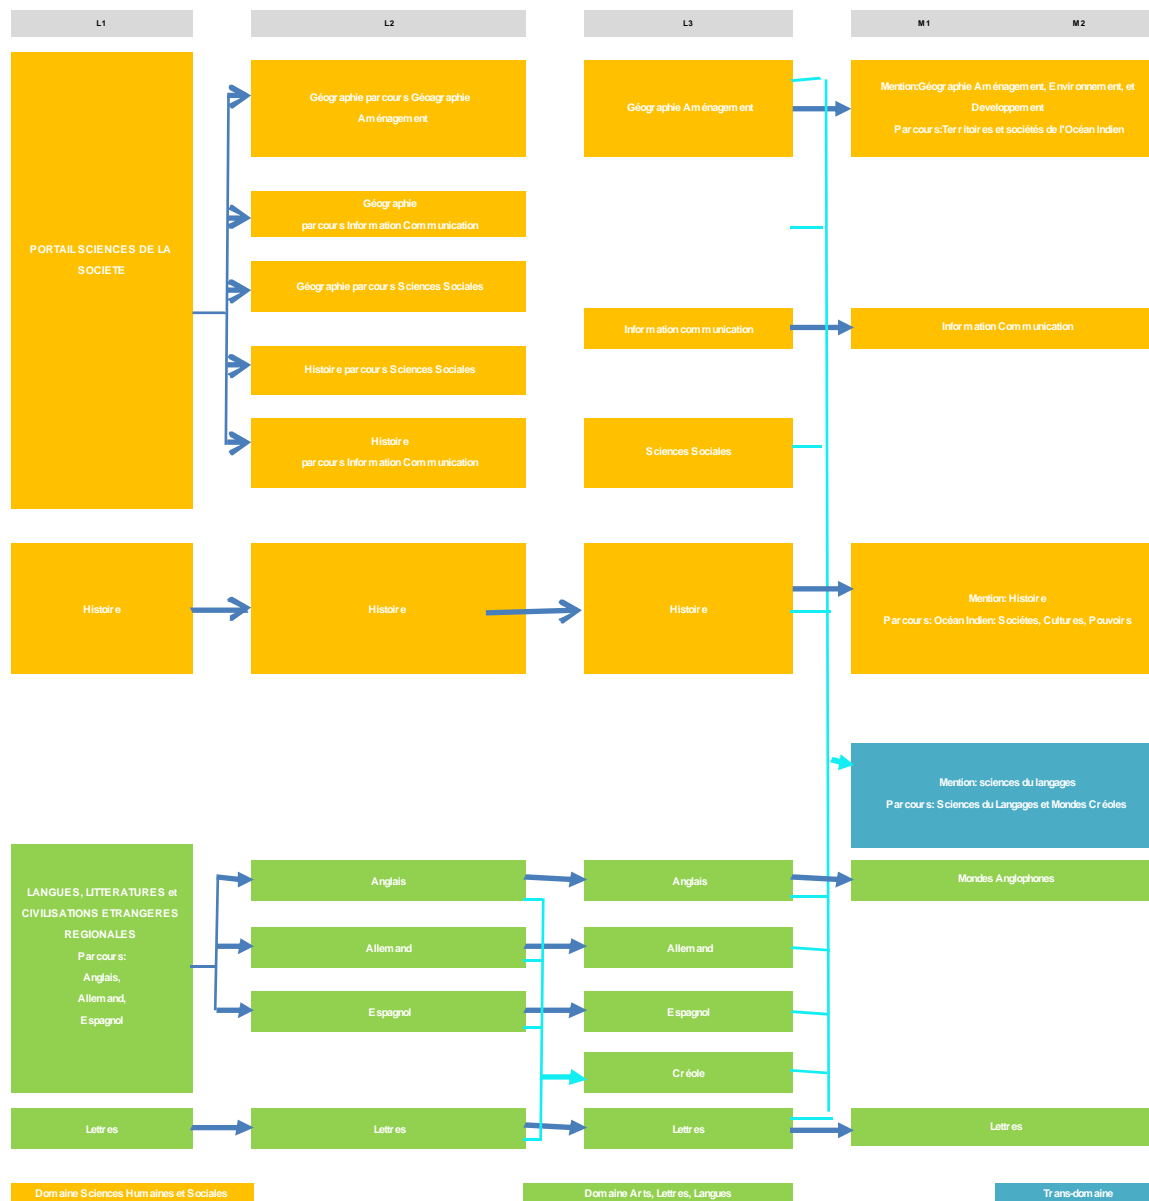 L1
L2
L3
M1
M2
PORTAIL SCIENCES DE LA
SOCIETE
Géographie parcours Géoagraphie
Aménagement
Géographie Aménagement
Mention:Géographie Aménagement, Environnement, et
Developpement
Parcours:Territoires et sociétés de l'Océan Indien
Géographie
parcours Information Communication
Géographie parcours Sciences Sociales
Information communication
Information Communication
Histoire parcours Sciences Sociales
Histoire
parcours Information Communication
Sciences Sociales
Histoire
Histoire
Histoire
Mention: Histoire
Parcours: Océan Indien: Sociétes, Cultures, Pouvoirs
Mention: sciences du langages
Parcours: Sciences du Langages et Mondes Créoles
LANGUES, LITTERATURES et
CIVILISATIONS ETRANGERES
REGIONALES
Parcours:
Anglais,
Allemand,
Espagnol
Anglais
Anglais
Mondes Anglophones
Allemand
Allemand
Espagnol
Espagnol
Créole
Lettres
Lettres
Lettres
Lettres
Domaine Sciences Humaines et Sociales
Domaine Arts, Lettres, Langues
Trans-domaine